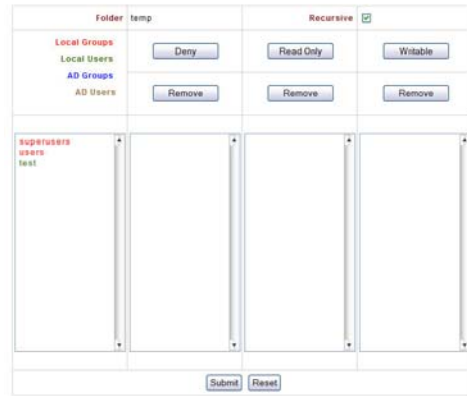 Folder temp Recursive
Local Groups
Local Users
AD Groups
AD Users
Deny Read Only Writable
Remove Remove Remove
superusers
users
test
Submit Reset